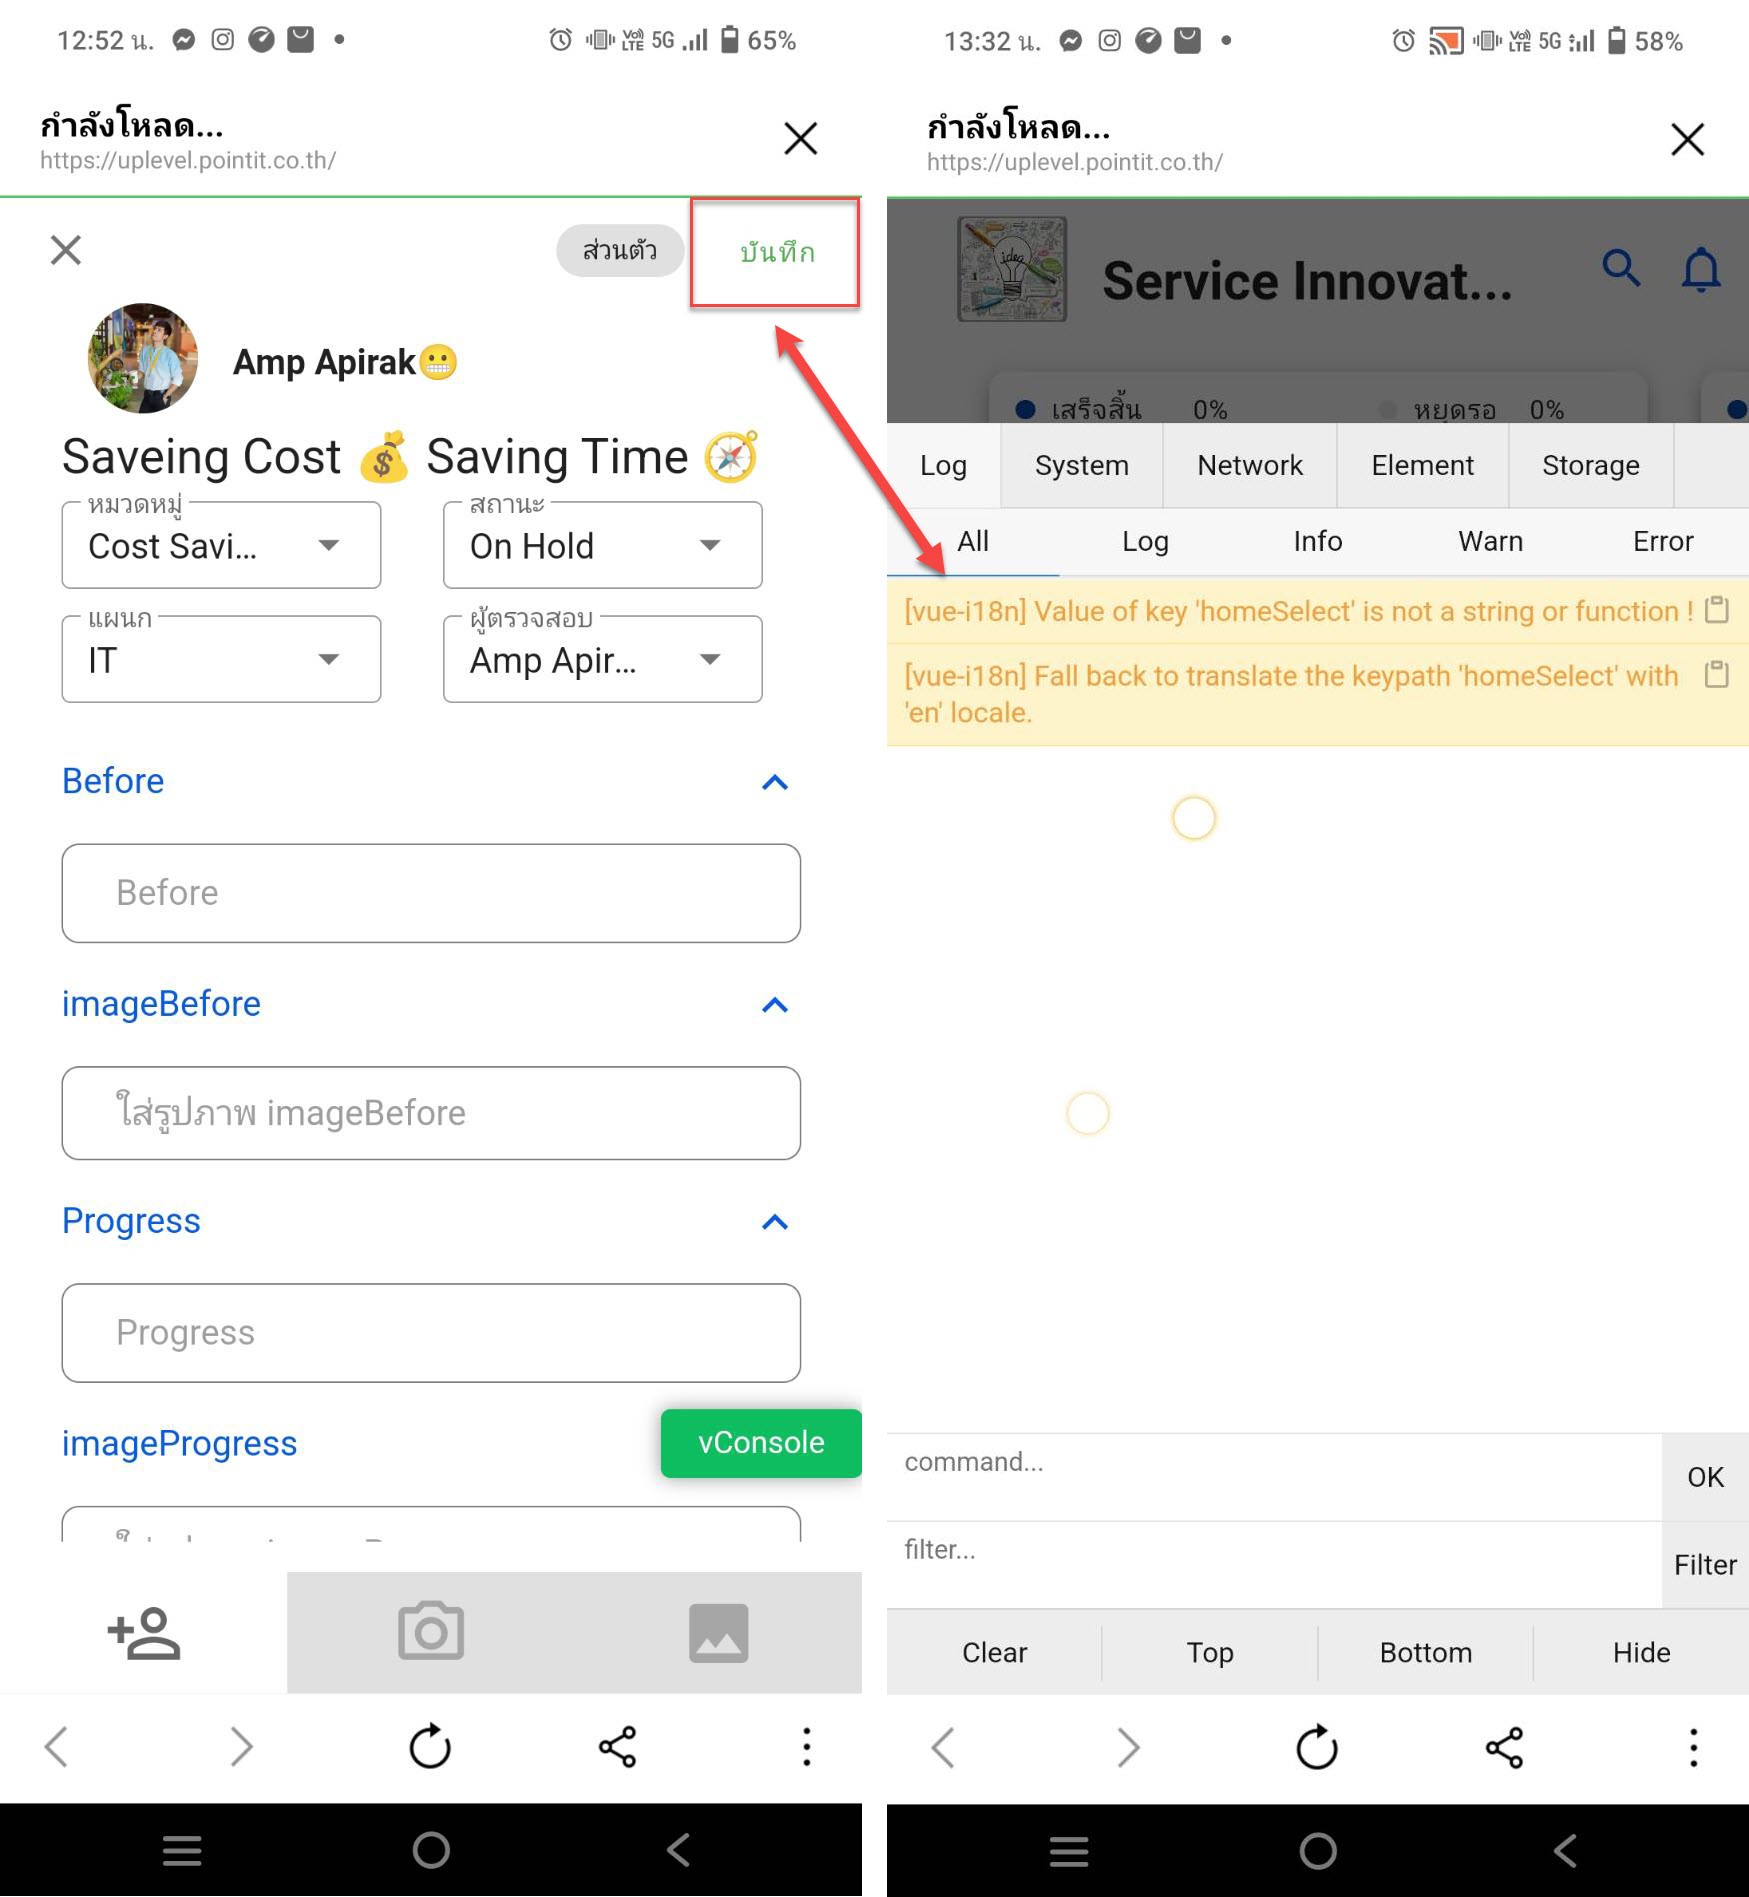 12:52 น.
5G
65%
กำลังโหลด...
https://uplevel.pointit.co.th/
ส่วนตัว
บันทึก
Amp Apirak😬
Saveing Cost 💰 Saving Time 🧭
หมวดหมู่
Cost Savi...
สถานะ
On Hold
แผนก
IT
ผู้ตรวจสอบ
Amp Apir...
Before
Before
imageBefore
ใส่รูปภาพ imageBefore
Progress
Progress
imageProgress
vConsole
13:32 น.
VoLTE 5G
58%
กำลังโหลด...
https://uplevel.pointit.co.th/
idea
Service Innovat...
เสร็จสิ้น 0%
หยุดรอ 0%
Log System Network Element Storage
All Log Info Warn Error
[vue-i18n] Value of key 'homeSelect' is not a string or function !
[vue-i18n] Fall back to translate the keypath 'homeSelect' with
'en' locale.
command...
OK
filter...
Filter
Clear Top Bottom Hide